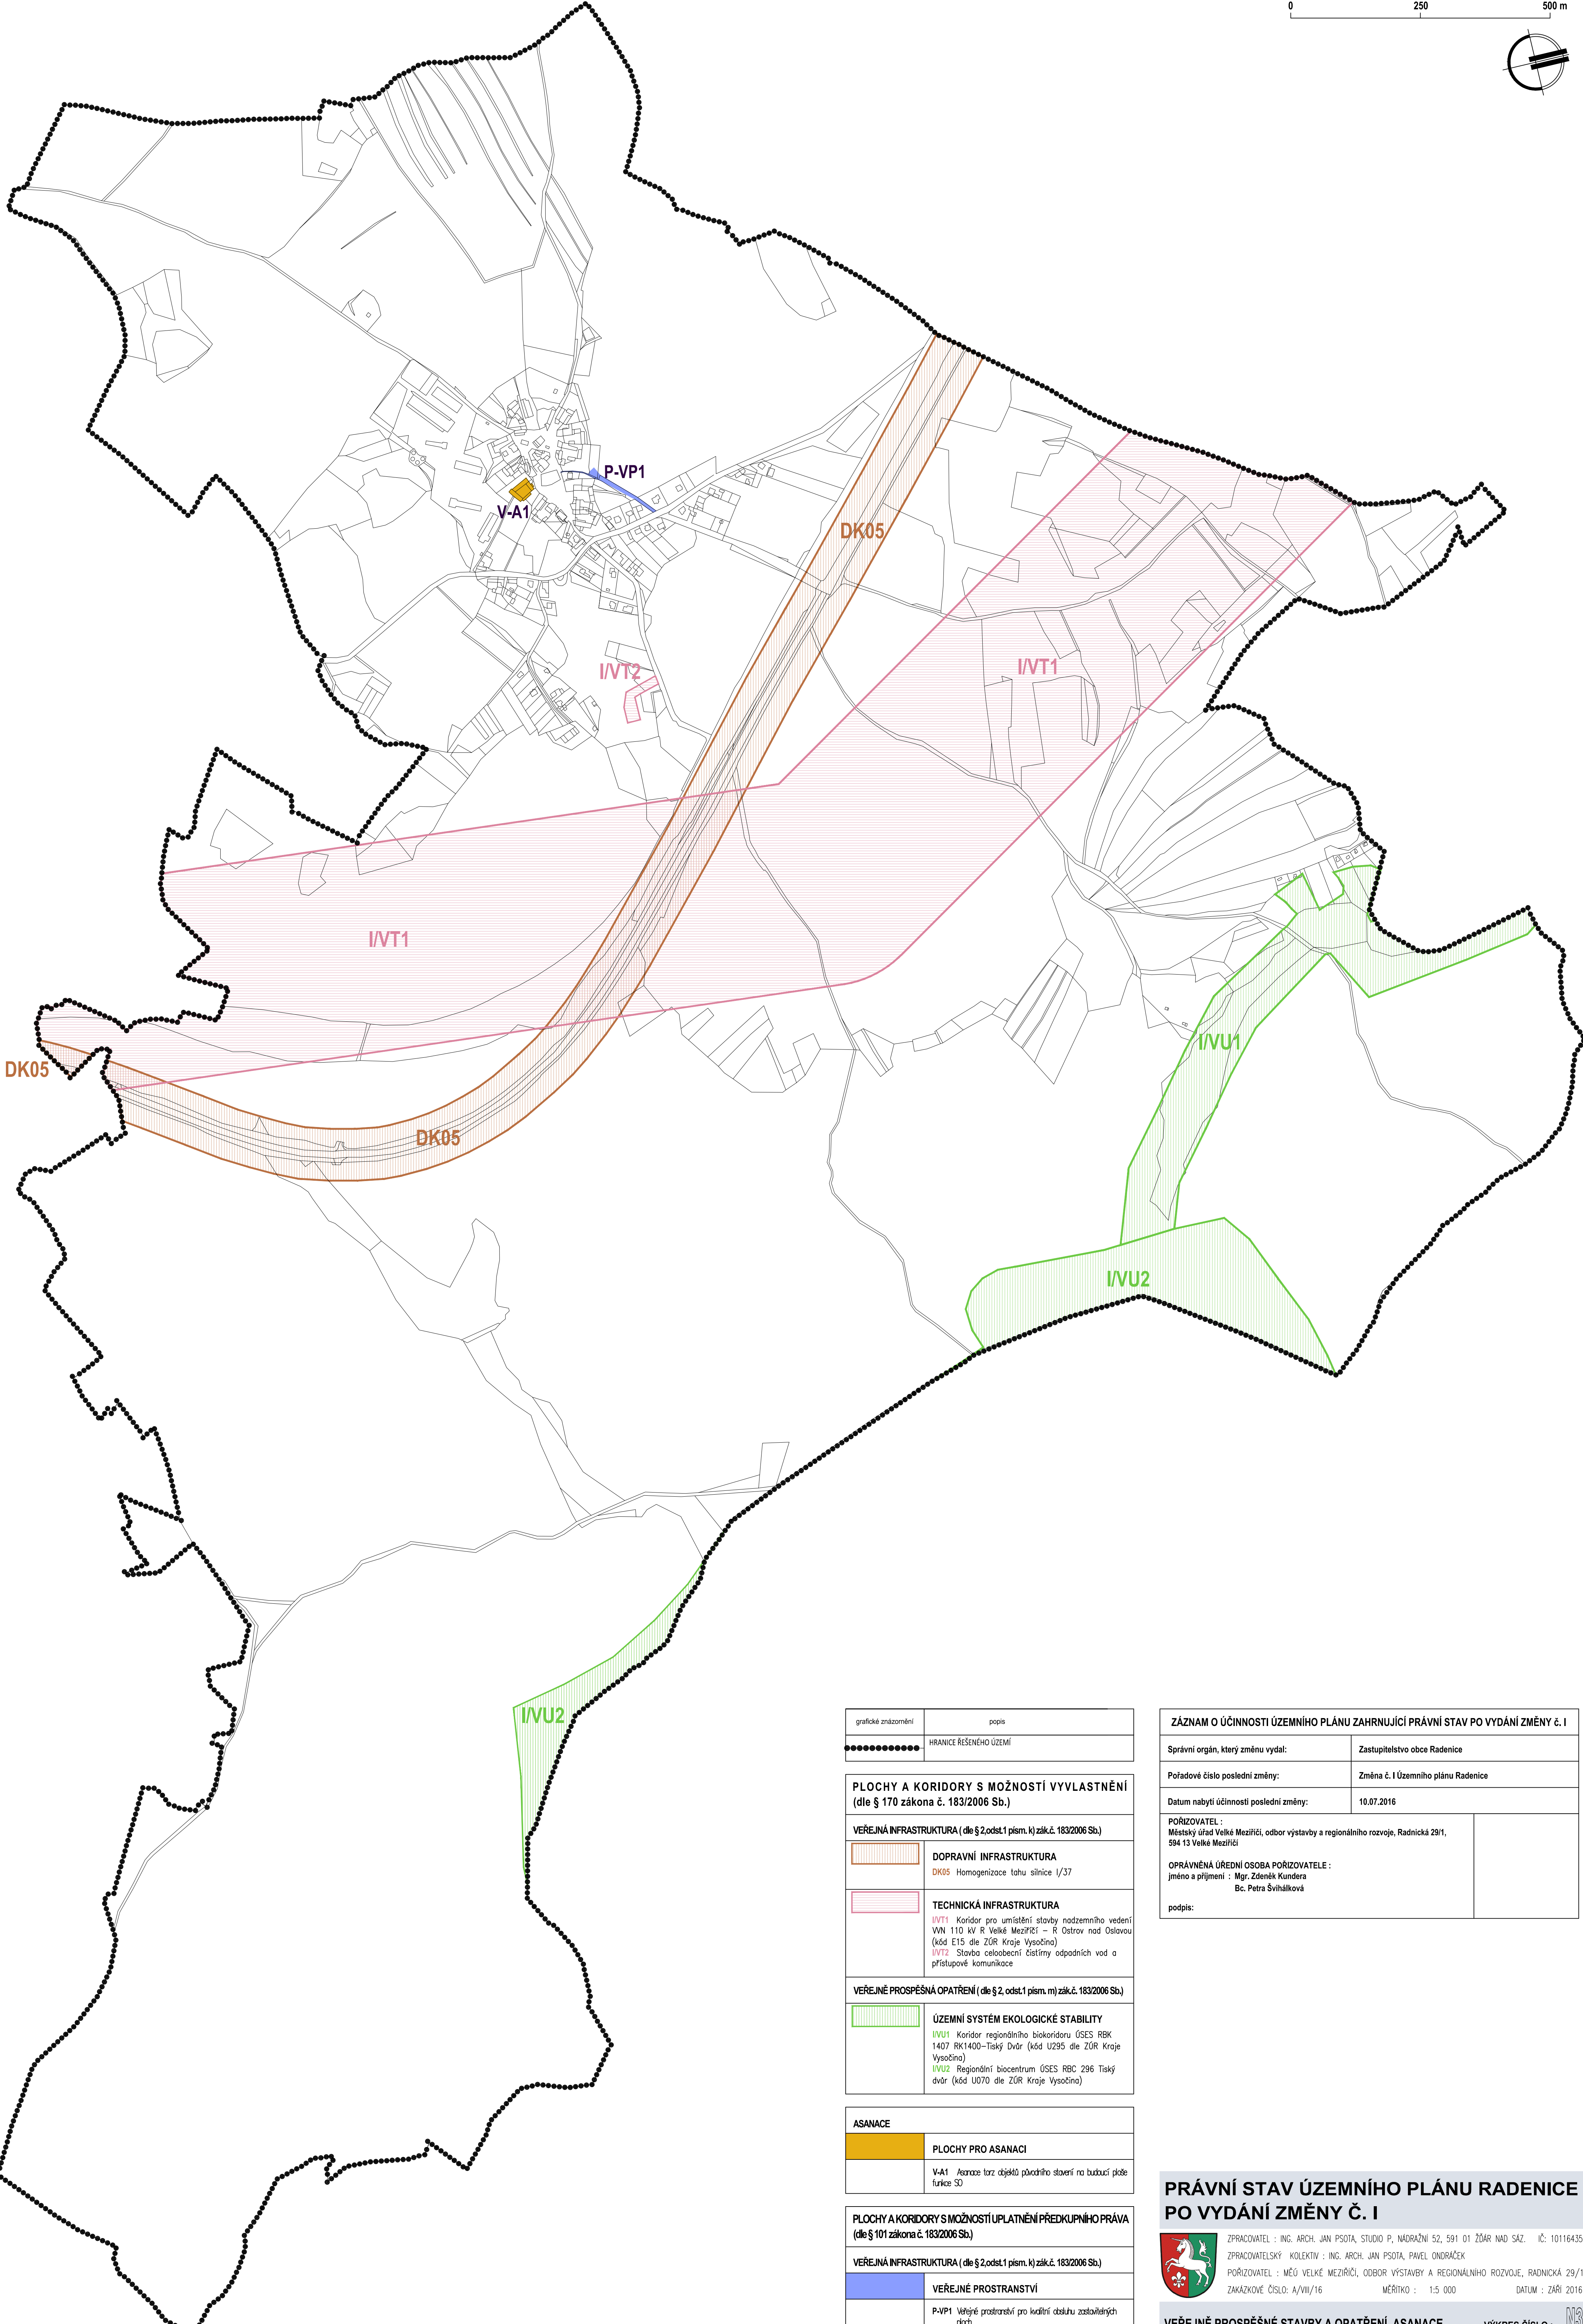 0 250 500 m
P-VP1
V-A1
DK05
I/VT1
I/VT2
I/VT1
I/VU1
DK05
DK05
I/VU2
I/VU2
grafické znázornění popis
HRANICE ŘEŠENÉHO ÚZEMÍ
PLOCHY A KORIDORY S MOŽNOSTÍ VYVLASTNĚNÍ
(dle § 170 zákona č. 183/2006 Sb.)
VEŘEJNÁ INFRASTRUKTURA ( dle § 2,odst.1 písm. k) zák.č. 183/2006 Sb.)
DOPRAVNÍ INFRASTRUKTURA
DK05 Homogenizace tahu silnice I/37
TECHNICKÁ INFRASTRUKTURA
I/VT1 Koridor pro umístění stavby nadzemního vedení
VVN 110 kV R Velké Meziříčí – R Ostrov nad Oslavou
(kód E15 dle ZÚR Kraje Vysočina)
I/VT2 Stavba celoobecní čistírny odpadních vod a
přístupové komunikace
VEŘEJNĚ PROSPĚŠNÁ OPATŘENÍ ( dle § 2, odst.1 písm. m) zák.č. 183/2006 Sb.)
ÚZEMNÍ SYSTÉM EKOLOGICKÉ STABILITY
I/VU1 Koridor regionálního biokoridoru ÚSES RBK
1407 RK1400–Tiský Dvůr (kód U295 dle ZÚR Kraje
Vysočina)
I/VU2 Regionální biocentrum ÚSES RBC 296 Tiský
dvůr (kód U070 dle ZÚR Kraje Vysočina)
ASANACE
PLOCHY PRO ASANACI
V-A1 Asanace torz objektů původního stavení na budoucí ploše
funkce SO
PLOCHY A KORIDORY S MOŽNOSTÍ UPLATNĚNÍ PŘEDKUPNÍHO PRÁVA
(dle § 101 zákona č. 183/2006 Sb.)
VEŘEJNÁ INFRASTRUKTURA ( dle § 2,odst.1 písm. k) zák.č. 183/2006 Sb.)
VEŘEJNÉ PROSTRANSTVÍ
P-VP1 Veřejné prostranství pro kvalitní obsluhu zastavitelných
ploch
ZÁZNAM O ÚČINNOSTI ÚZEMNÍHO PLÁNU ZAHRNUJÍCÍ PRÁVNÍ STAV PO VYDÁNÍ ZMĚNY č. I
Správní orgán, který změnu vydal: Zastupitelstvo obce Radenice
Pořadové číslo poslední změny: Změna č. I Územního plánu Radenice
Datum nabytí účinnosti poslední změny: 10.07.2016
POŘIZOVATEL :
Městský úřad Velké Meziříčí, odbor výstavby a regionálního rozvoje, Radnická 29/1,
594 13 Velké Meziříčí
OPRÁVNĚNÁ ÚŘEDNÍ OSOBA POŘIZOVATELE :
jméno a příjmení : Mgr. Zdeněk Kundera
Bc. Petra Švihálková
podpis:
PRÁVNÍ STAV ÚZEMNÍHO PLÁNU RADENICE
PO VYDÁNÍ ZMĚNY Č. I
ZPRACOVATEL : ING. ARCH. JAN PSOTA, STUDIO P, NÁDRAŽNÍ 52, 591 01 ŽĎÁR NAD SÁZ. IČ: 10116435
ZPRACOVATELSKÝ KOLEKTIV : ING. ARCH. JAN PSOTA, PAVEL ONDRÁČEK
POŘIZOVATEL : MĚÚ VELKÉ MEZIŘÍČÍ, ODBOR VÝSTAVBY A REGIONÁLNÍHO ROZVOJE, RADNICKÁ 29/1
ZAKÁZKOVÉ ČÍSLO: A/VIII/16 MĚŘÍTKO : 1:5 000 DATUM : ZÁŘÍ 2016
VEŘEJNĚ PROSPĚŠNÉ STAVBY A OPATŘENÍ, ASANACE VÝKRES ČÍSLO : N3